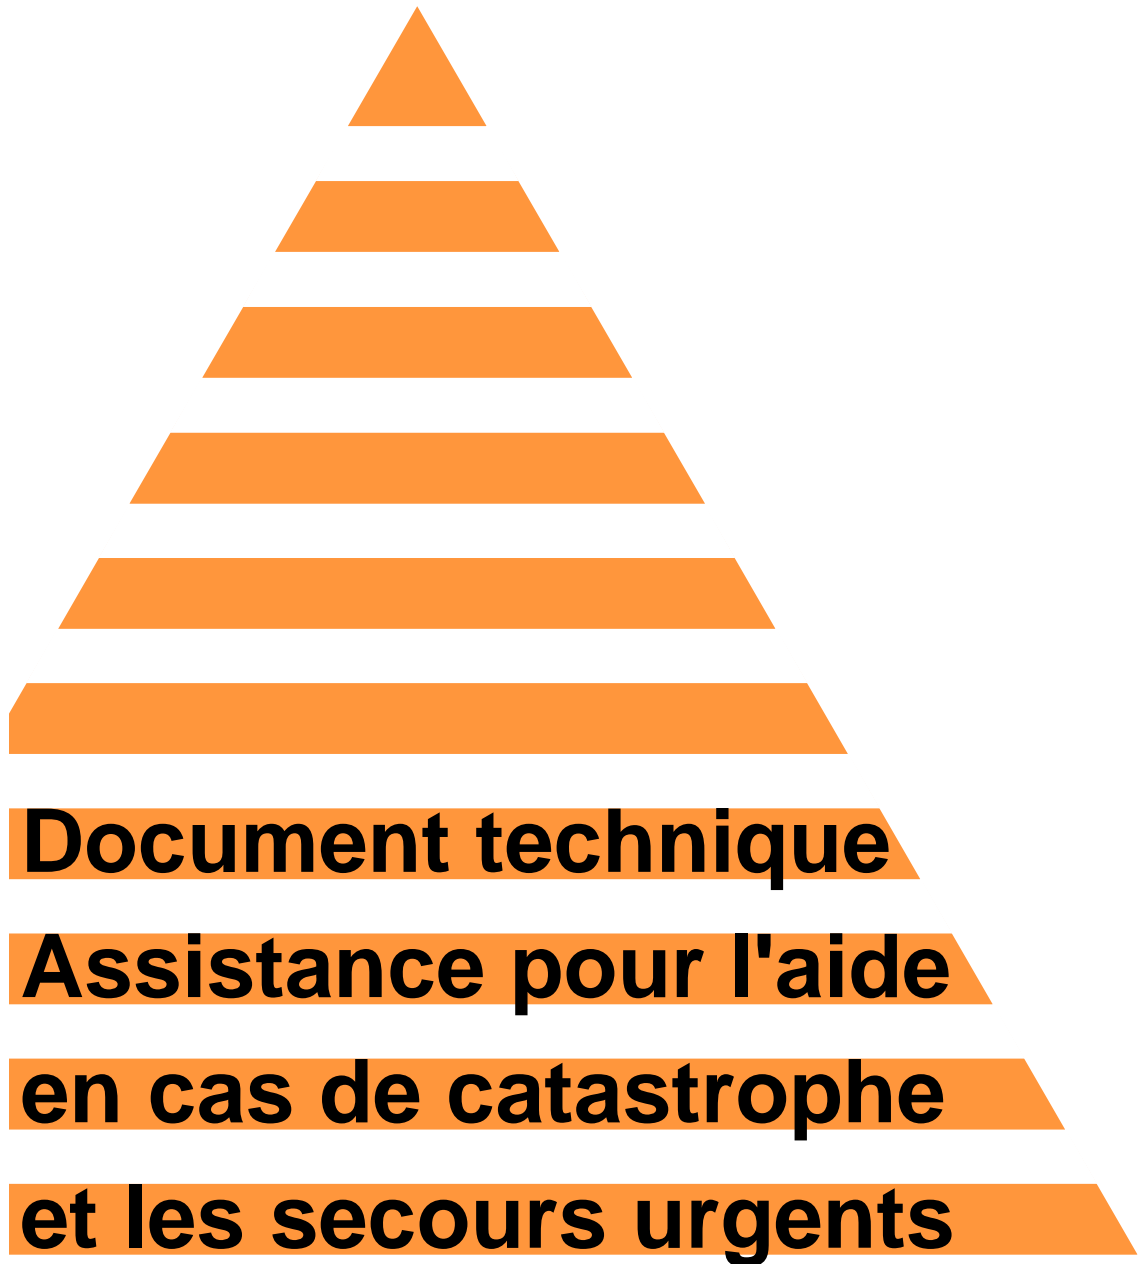 Document technique
Assistance pour l'aide
en cas de catastrophe
et les secours urgents